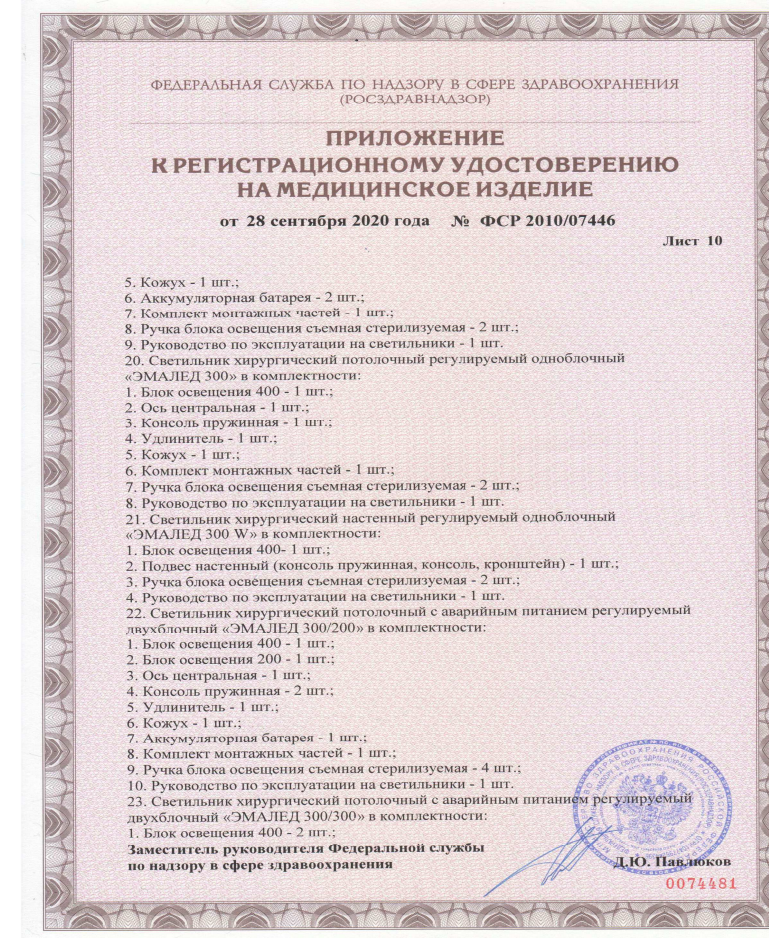 ФЕДЕРАЛЬНАЯ СЛУЖБА ПО НАДЗОРУ В СФЕРЕ ЗДРАВООХРАНЕНИЯ
(РОСЗДРАВНАДЗОР)
ПРИЛОЖЕНИЕ
К РЕГИСТРАЦИОННОМУ УДОСТОВЕРЕНИЮ
НА МЕДИЦИНСКОЕ ИЗДЕЛИЕ
от 28 сентября 2020 года № ФСР 2010/07446
Лист 10
5. Кожух - 1 шт.;
6. Аккумуляторная батарея - 2 шт.;
7. Комплект монтажных частей - 1 шт.;
8. Ручка блока освещения съемная стерилизуемая - 2 шт.;
9. Руководство по эксплуатации на светильники - 1 шт.
20. Светильник хирургический потолочный регулируемый одноблочный
«ЭМАЛЕД 300» в комплектности:
1. Блок освещения 400 - 1 шт.;
2. Ось центральная - 1 шт.;
3. Консоль пружинная - 1 шт.;
4. Удлинитель - 1 шт.;
5. Кожух - 1 шт.;
6. Комплект монтажных частей - 1 шт.;
7. Ручка блока освещения съемная стерилизуемая - 2 шт.;
8. Руководство по эксплуатации на светильники - 1 шт.
21. Светильник хирургический настенный регулируемый одноблочный
«ЭМАЛЕД 300 W» в комплектности:
1. Блок освещения 400- 1 шт.;
2. Подвес настенный (консоль пружинная, консоль, кронштейн) - 1 шт.;
3. Ручка блока освещения съемная стерилизуемая - 2 шт.;
4. Руководство по эксплуатации на светильники - 1 шт.
22. Светильник хирургический потолочный с аварийным питанием регулируемый
двухблочный «ЭМАЛЕД 300/200» в комплектности:
1. Блок освещения 400 - 1 шт.;
2. Блок освещения 200 - 1 шт.;
3. Ось центральная - 1 шт.;
4. Консоль пружинная - 2 шт.;
5. Удлинитель - 1 шт.;
6. Кожух - 1 шт.;
7. Аккумуляторная батарея - 1 шт.;
8. Комплект монтажных частей - 1 шт.;
9. Ручка блока освещения съемная стерилизуемая - 4 шт.;
10. Руководство по эксплуатации на светильники - 1 шт.
23. Светильник хирургический потолочный с аварийным питанием регулируемый
двухблочный «ЭМАЛЕД 300/300» в комплектности:
1. Блок освещения 400 - 2 шт.;
Заместитель руководителя Федеральной службы
по надзору в сфере здравоохранения
Д.Ю. Павлюков
0074481